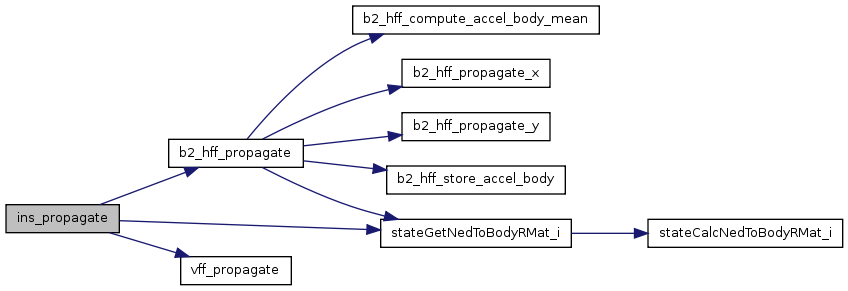 b2_hff_compute_accel_body_mean
b2_hff_propagate_x
b2_hff_propagate_y
b2_hff_propagate
b2_hff_store_accel_body
ins_propagate
stateGetNedToBodyRMat_i
stateCalcNedToBodyRMat_i
vff_propagate